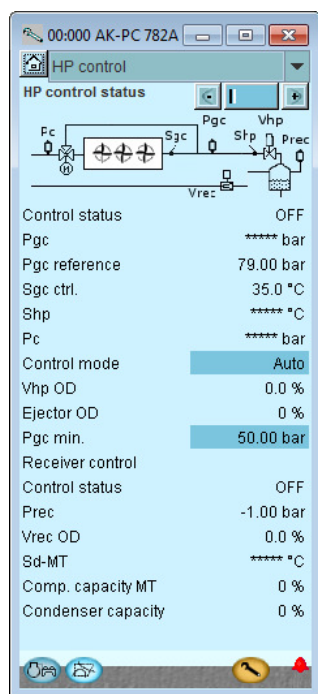 00:000 AK-PC 782A
HP control
HP control status
Pc Sgc Pgc Shp Vhp Prec
M
Vrec
Control status OFF
Pgc ***** bar
Pgc reference 79.00 bar
Sgc ctrl. 35.0 °C
Shp ***** °C
Pc ***** bar
Control mode Auto
Vhp OD 0.0 %
Ejector OD 0 %
Pgc min. 50.00 bar
Receiver control
Control status OFF
Prec -1.00 bar
Vrec OD 0.0 %
Sd-MT ***** °C
Comp. capacity MT 0 %
Condenser capacity 0 %